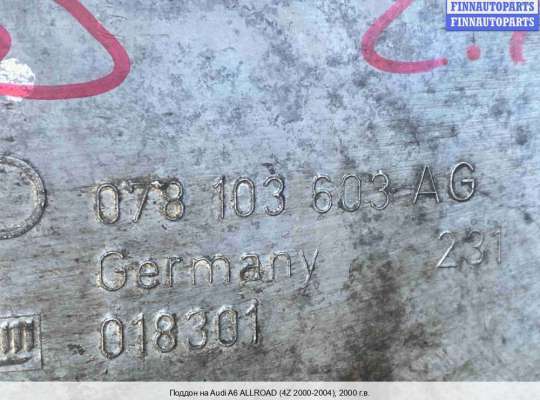 FINNAUTOPARTS
FINNAUTOPARTS
078 103 603 AG
Germany 231
018301
Поддон на Audi A6 ALLROAD (4Z 2000-2004), 2000 г.в.